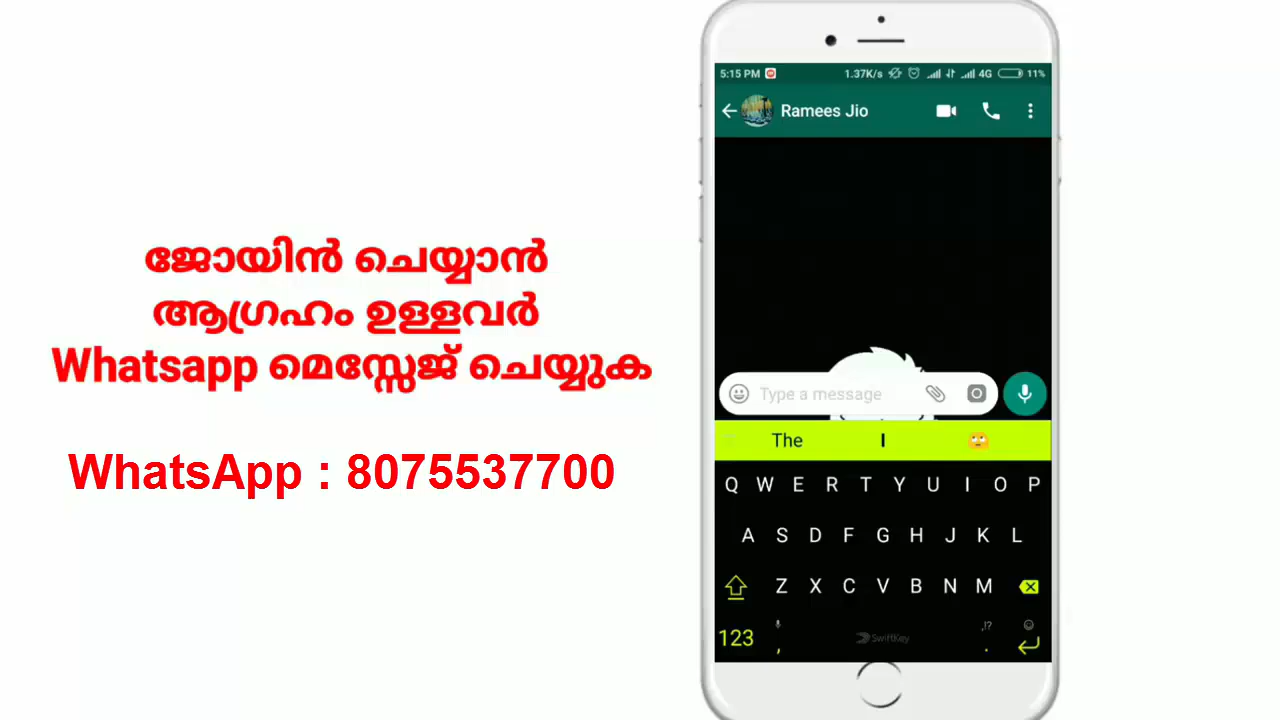 ജോയിൻ ചെയ്യാൻ
ആഗ്രഹം ഉള്ളവർ
Whatsapp മെസ്സേജ് ചെയ്യുക
WhatsApp : 8075537700
5:15 PM 1.37K/s 4G 11%
Ramees Jio
Type a message
The I
Q W E R T Y U I O P
A S D F G H J K L
Z X C V B N M
,!?
123 , SwiftKey .